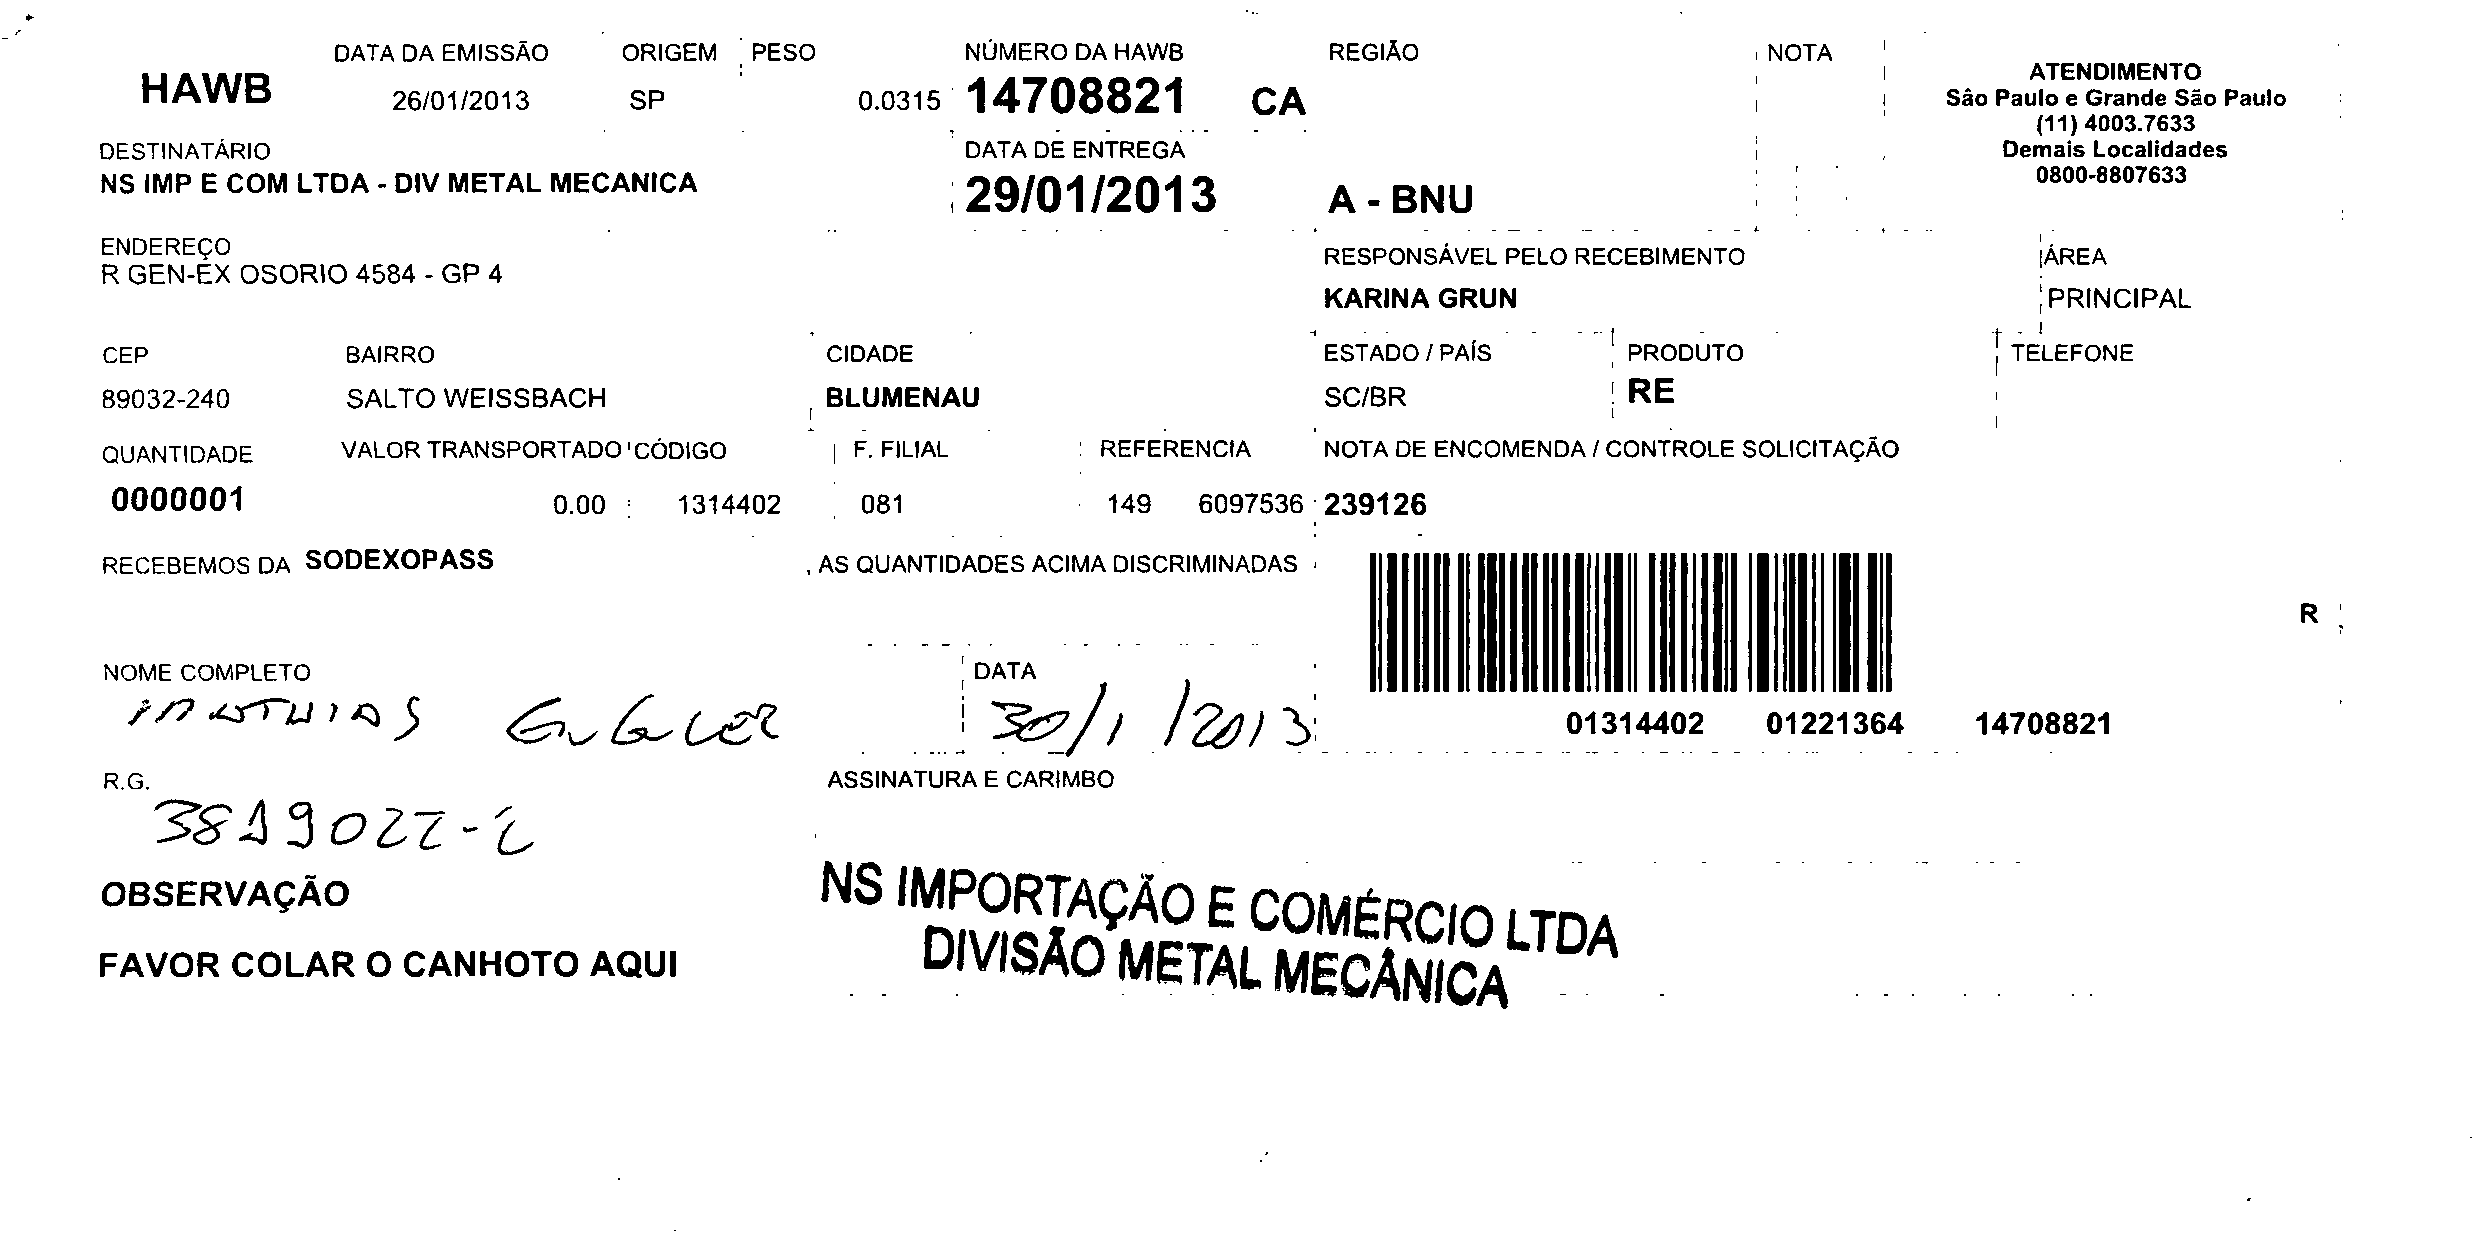 HAWB
DATA DA EMISSÃO ORIGEM PESO NÚMERO DA HAWB REGIÃO NOTA
26/01/2013 SP 0.0315 14708821 CA
ATENDIMENTO
São Paulo e Grande São Paulo
(11) 4003.7633
Demais Localidades
0800-8807633
DESTINATÁRIO DATA DE ENTREGA
NS IMP E COM LTDA - DIV METAL MECANICA 29/01/2013 A - BNU
ENDEREÇO RESPONSÁVEL PELO RECEBIMENTO ÁREA
R GEN-EX OSORIO 4584 - GP 4 KARINA GRUN PRINCIPAL
CEP BAIRRO CIDADE ESTADO / PAÍS PRODUTO TELEFONE
89032-240 SALTO WEISSBACH BLUMENAU SC/BR RE
QUANTIDADE VALOR TRANSPORTADO CÓDIGO F. FILIAL REFERENCIA NOTA DE ENCOMENDA / CONTROLE SOLICITAÇÃO
0000001 0.00 1314402 081 149 6097536 239126
RECEBEMOS DA SODEXOPASS , AS QUANTIDADES ACIMA DISCRIMINADAS
R
NOME COMPLETO DATA
30/1/2013
01314402 01221364 14708821
R.G. ASSINATURA E CARIMBO
OBSERVAÇÃO
FAVOR COLAR O CANHOTO AQUI
NS IMPORTAÇÃO E COMÉRCIO LTDA
DIVISÃO METAL MECÂNICA